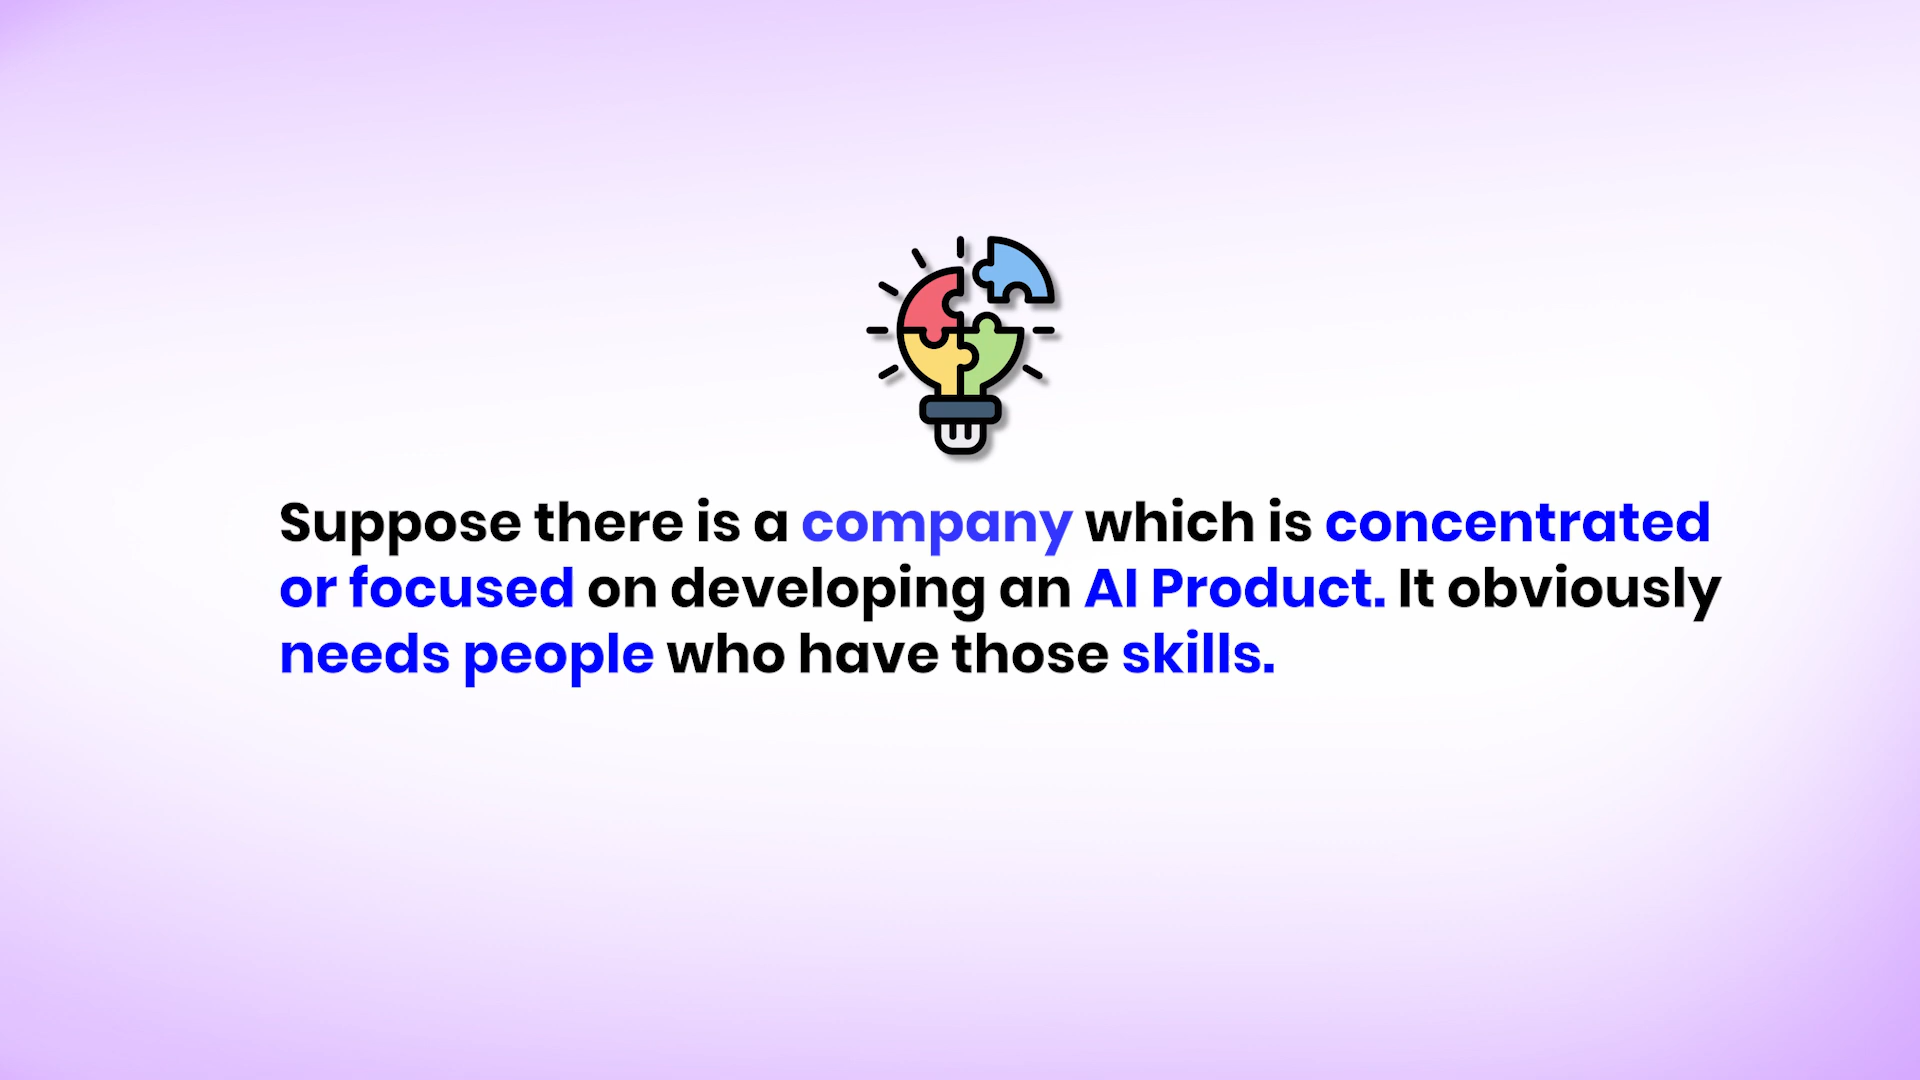 Suppose there is a company which is concentrated
or focused on developing an AI Product. It obviously
needs people who have those skills.